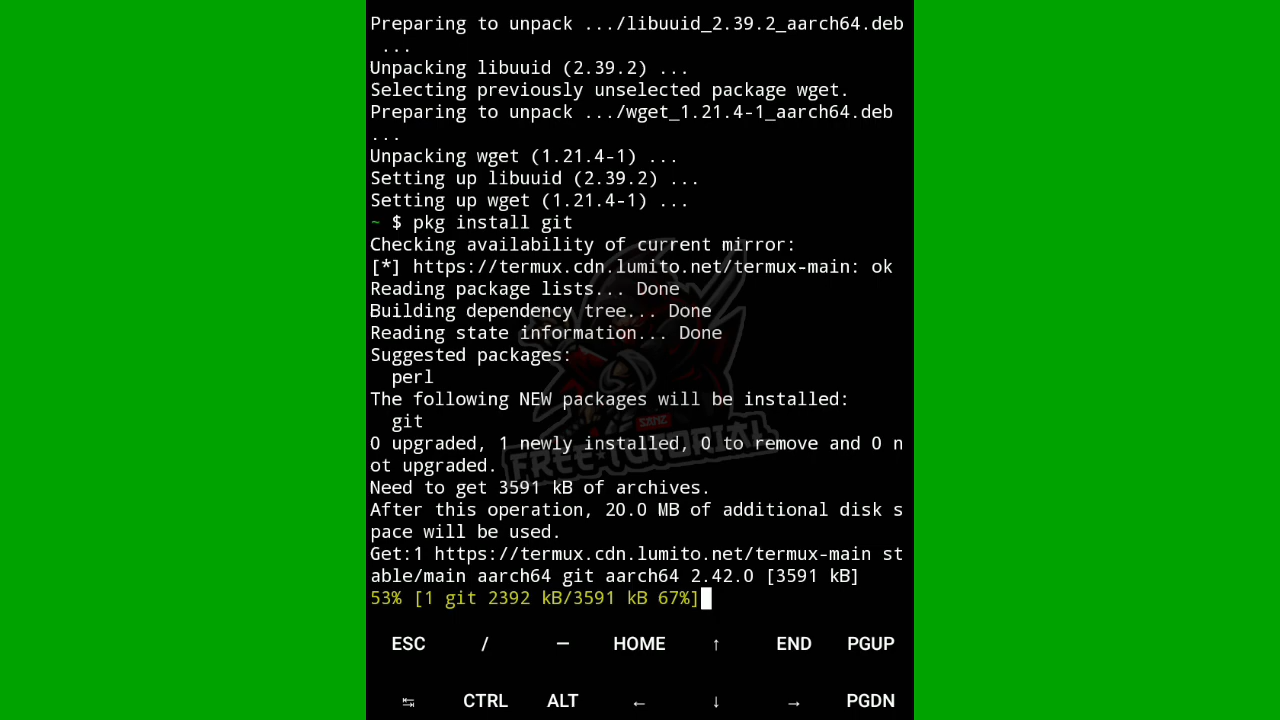 Preparing to unpack .../libuuid_2.39.2_aarch64.deb
...
Unpacking libuuid (2.39.2) ...
Selecting previously unselected package wget.
Preparing to unpack .../wget_1.21.4-1_aarch64.deb
...
Unpacking wget (1.21.4-1) ...
Setting up libuuid (2.39.2) ...
Setting up wget (1.21.4-1) ...
~ $ pkg install git
Checking availability of current mirror:
[*] https://termux.cdn.lumito.net/termux-main: ok
Reading package lists... Done
Building dependency tree... Done
Reading state information... Done
Suggested packages:
perl
The following NEW packages will be installed:
git
0 upgraded, 1 newly installed, 0 to remove and 0 n
ot upgraded.
Need to get 3591 kB of archives.
After this operation, 20.0 MB of additional disk s
pace will be used.
Get:1 https://termux.cdn.lumito.net/termux-main st
able/main aarch64 git aarch64 2.42.0 [3591 kB]
53% [1 git 2392 kB/3591 kB 67%]
SANZ
FREE TUTORIAL
ESC / — HOME ↑ END PGUP
↹ CTRL ALT ← ↓ → PGDN